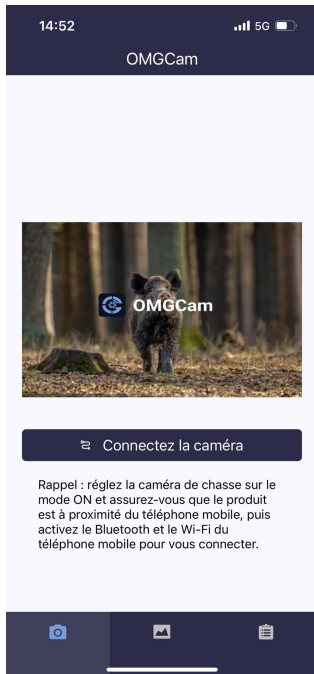 14:52
5G
OMGCam
OMGCam
Connectez la caméra
Rappel : réglez la caméra de chasse sur le
mode ON et assurez-vous que le produit
est à proximité du téléphone mobile, puis
activez le Bluetooth et le Wi-Fi du
téléphone mobile pour vous connecter.